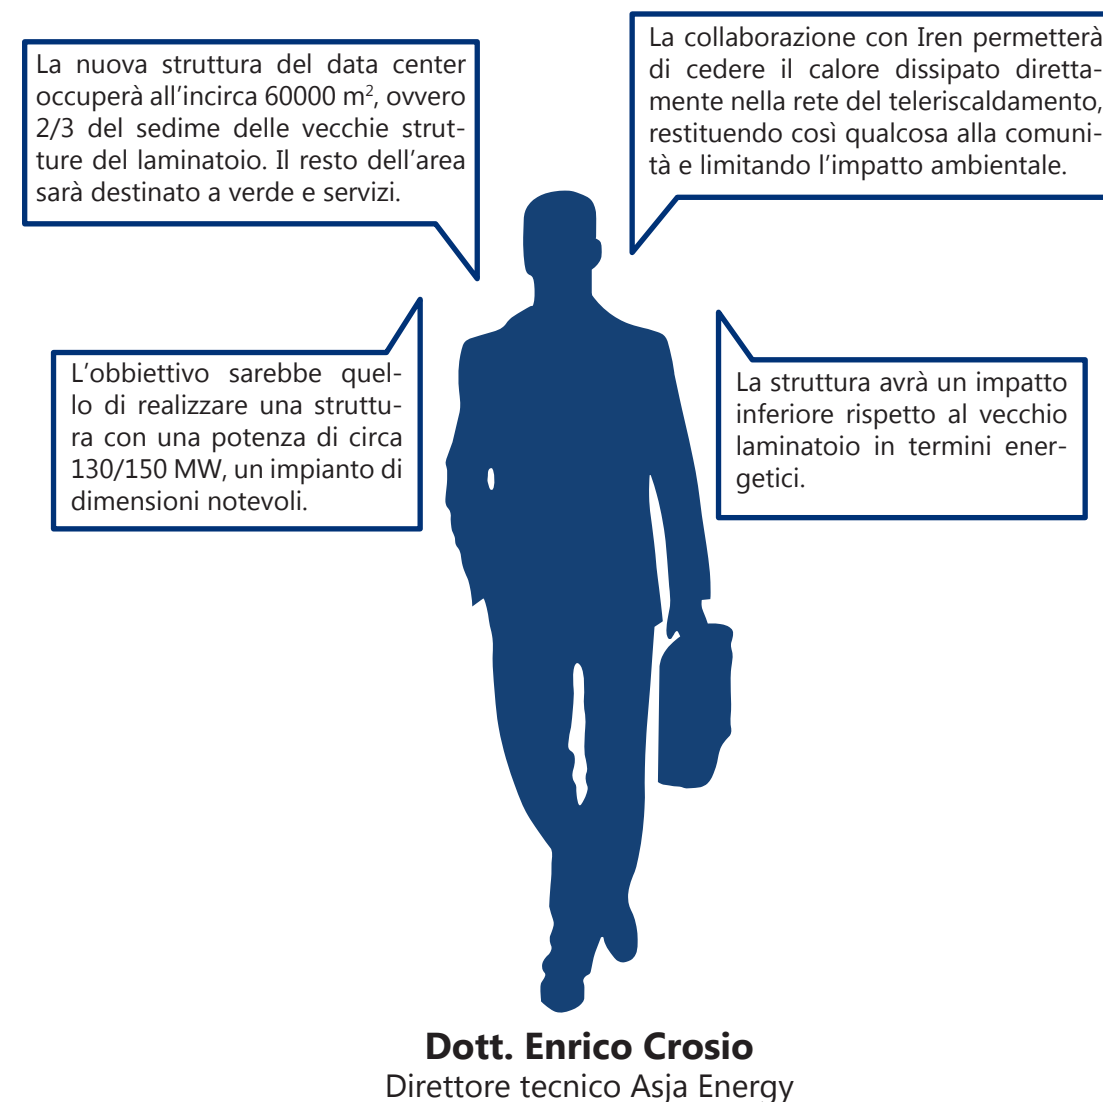 La nuova struttura del data center
occuperà all'incirca 60000 m², ovvero
2/3 del sedime delle vecchie strut-
ture del laminatoio. Il resto dell'area
sarà destinato a verde e servizi.
La collaborazione con Iren permetterà
di cedere il calore dissipato diretta-
mente nella rete del teleriscaldamento,
restituendo così qualcosa alla comuni-
tà e limitando l'impatto ambientale.
L'obbiettivo sarebbe quel-
lo di realizzare una struttu-
ra con una potenza di circa
130/150 MW, un impianto di
dimensioni notevoli.
La struttura avrà un impatto
inferiore rispetto al vecchio
laminatoio in termini ener-
getici.
Dott. Enrico Crosio
Direttore tecnico Asja Energy